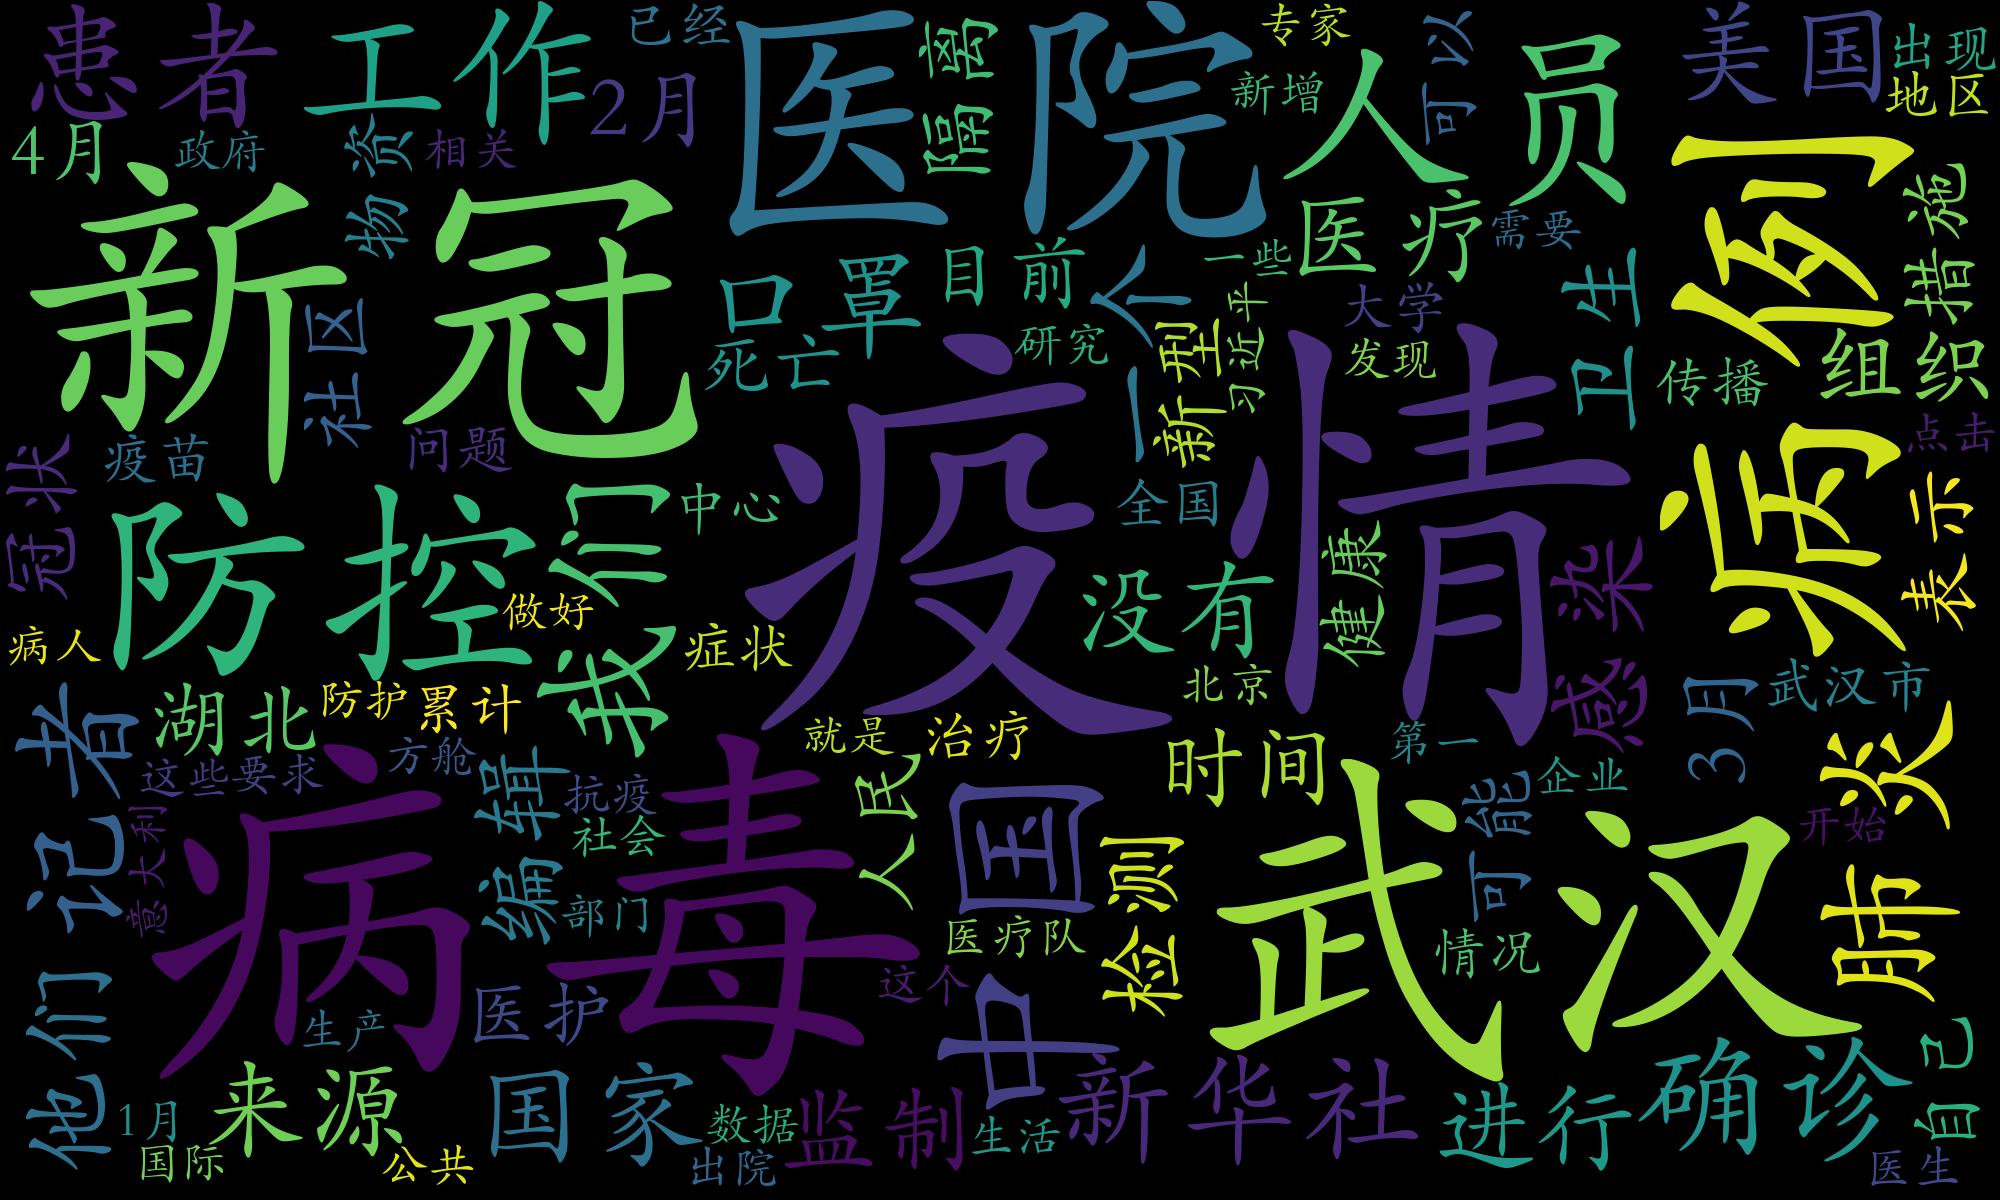 患者
工作
已经
医院
隔离
专家
可以
美国
出现
地区
4月
政府
物资
相关
2月
新增
人员
新冠
医疗
需要
病例
措施
社区
口罩
目前
一个
一些
卫生
死亡
研究
新型
习近平
大学
发现
传播
组织
疫苗
问题
冠状
疫情
点击
防控
我们
中心
全国
没有
健康
感染
表示
做好
病人
症状
北京
3月
武汉市
湖北
防护
累计
就是
治疗
时间
第一
记者
这些要求
方舱
编辑
抗疫
人民
可能
企业
肺炎
意大利
病毒
社会
中国
检测
武汉
开始
部门
医疗队
情况
他们
生产
医护
这个
自己
来源
国家
数据
监制
生活
新华社
进行
确诊
1月
国际
公共
出院
医生